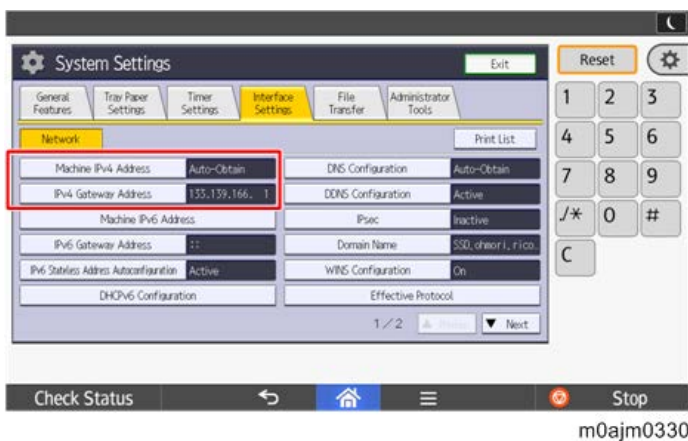 System Settings
Exit
Reset
General Features
Tray Paper Settings
Timer Settings
Interface Settings
File Transfer
Administrator Tools
Network
Print List
Machine IPv4 Address Auto-Obtain
DNS Configuration Auto-Obtain
IPv4 Gateway Address 133.139.166. 1
DDNS Configuration Active
Machine IPv6 Address
IPsec Inactive
IPv6 Gateway Address ::
Domain Name SSD.ohmori.rico.
IPv6 Stateless Address Autoconfiguration Active
WINS Configuration On
DHCPv6 Configuration
Effective Protocol
1/2
▼ Next
1 2 3
4 5 6
7 8 9
./* 0 #
C
Check Status
Stop
m0ajm0330